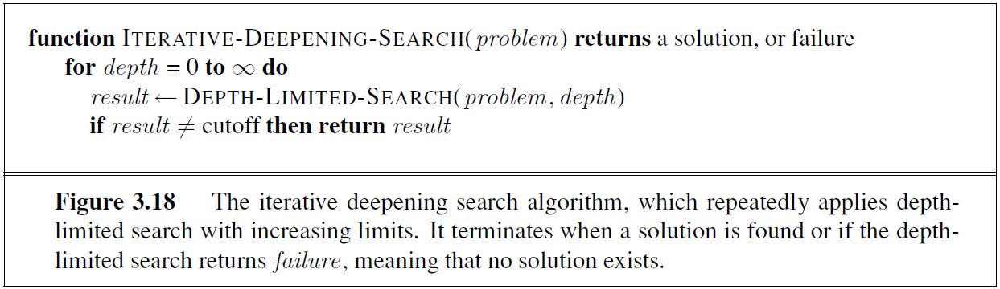 function ITERATIVE-DEEPENING-SEARCH(problem) returns a solution, or failure
for depth = 0 to ∞ do
result ← DEPTH-LIMITED-SEARCH(problem, depth)
if result ≠ cutoff then return result
Figure 3.18 The iterative deepening search algorithm, which repeatedly applies depth-
limited search with increasing limits. It terminates when a solution is found or if the depth-
limited search returns failure, meaning that no solution exists.